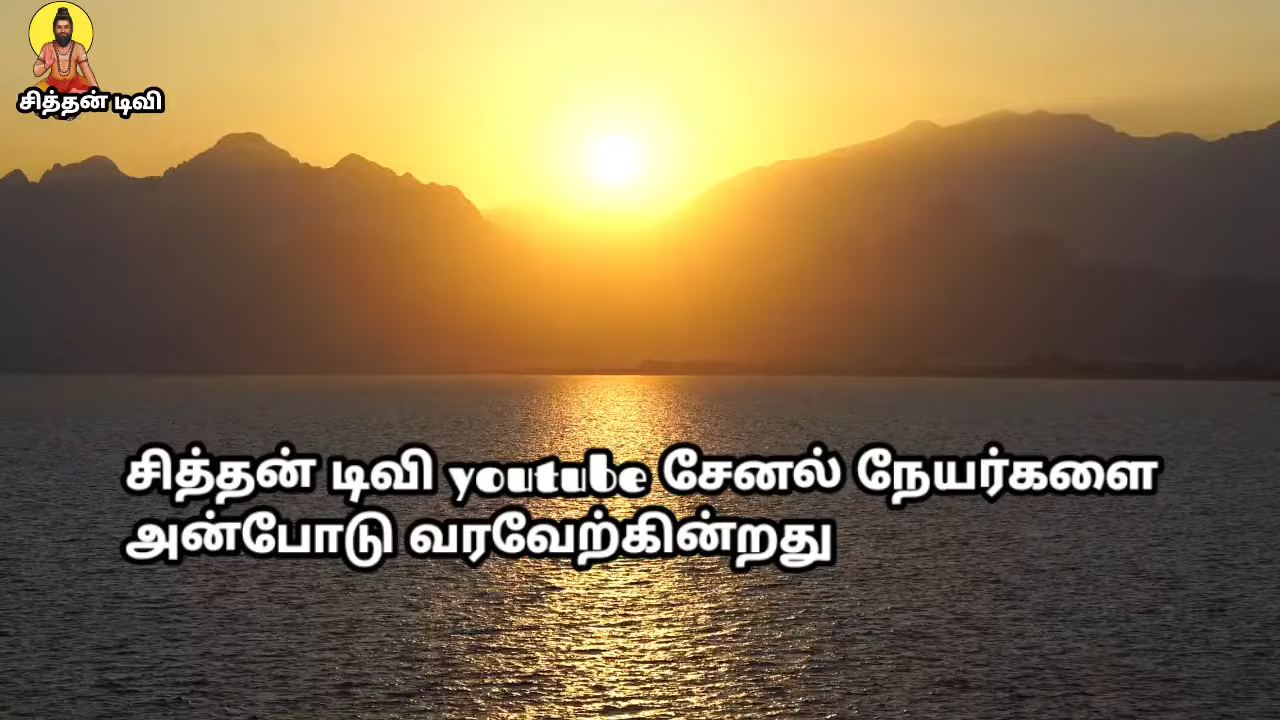 சித்தன் டிவி
சித்தன் டிவி youtube சேனல் நேயர்களை
அன்போடு வரவேற்கின்றது